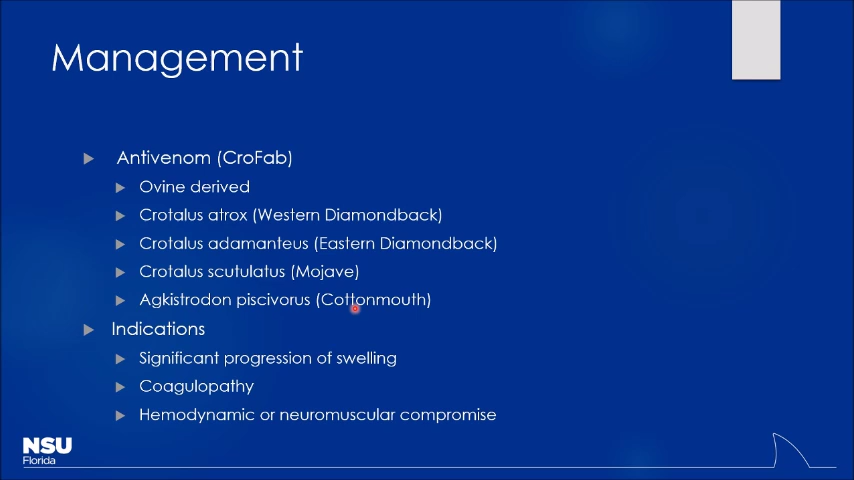 Management
Antivenom (CroFab)
Ovine derived
Crotalus atrox (Western Diamondback)
Crotalus adamanteus (Eastern Diamondback)
Crotalus scutulatus (Mojave)
Agkistrodon piscivorus (Cottonmouth)
Indications
Significant progression of swelling
Coagulopathy
Hemodynamic or neuromuscular compromise
NSU
Florida